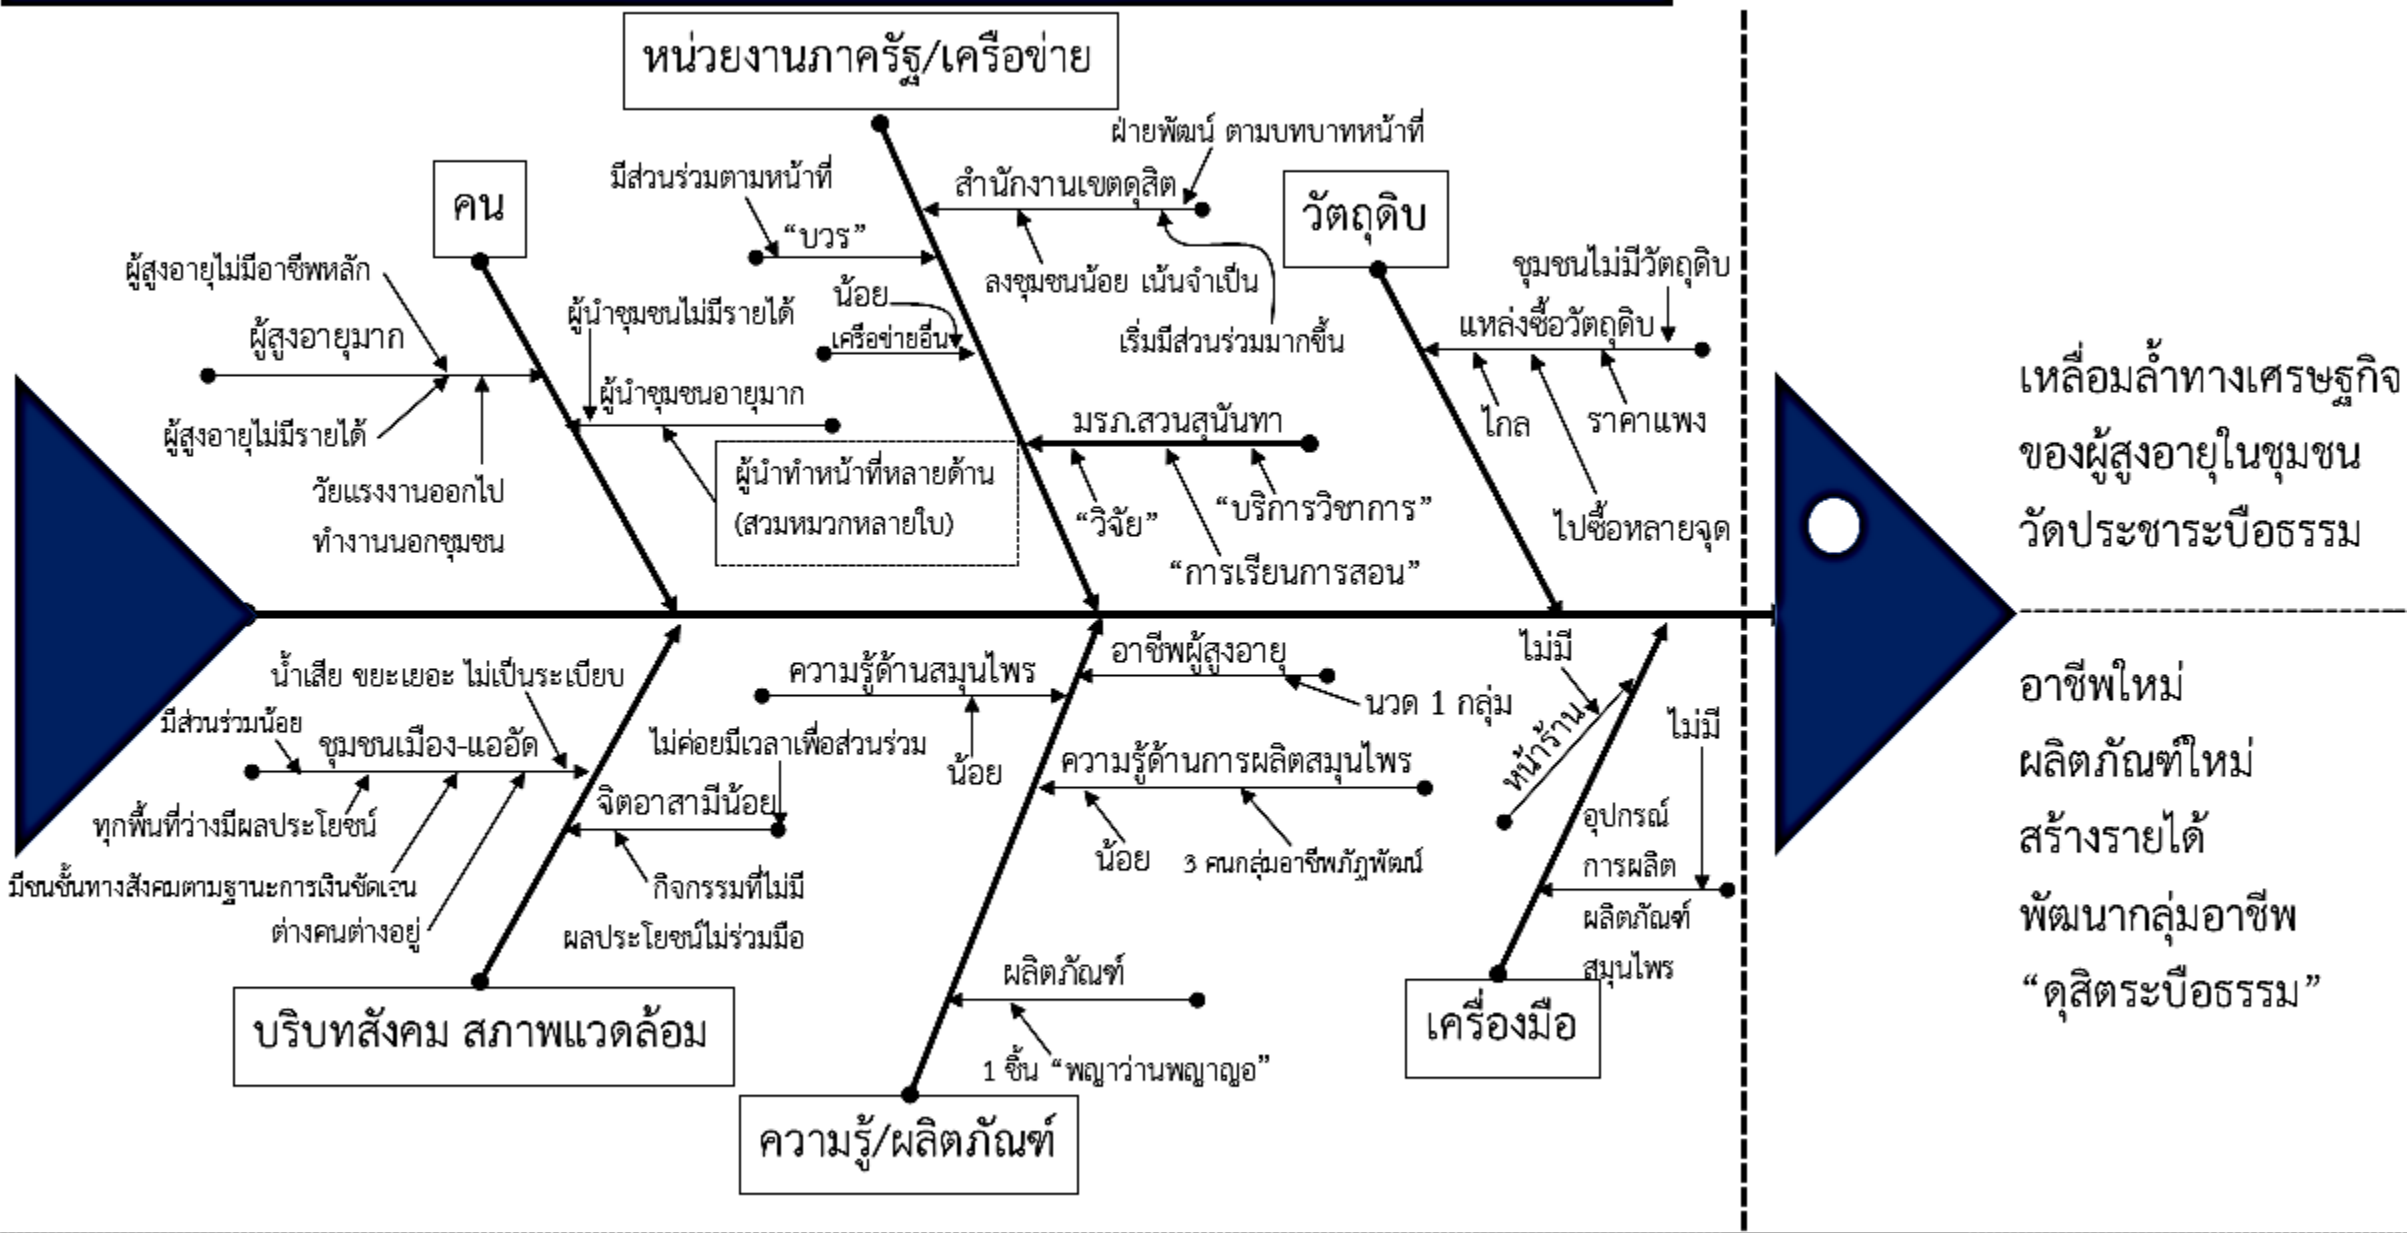 หน่วยงานภาครัฐ/เครือข่าย
คน
วัตถุดิบ
ผู้สูงอายุไม่มีอาชีพหลัก
ผู้สูงอายุมาก
ผู้สูงอายุไม่มีรายได้
วัยแรงงานออกไป
ทำงานนอกชุมชน
ผู้นำชุมชนไม่มีรายได้
ผู้นำชุมชนอายุมาก
ผู้นำทำหน้าที่หลายด้าน
(สวมหมวกหลายใบ)
มีส่วนร่วมตามหน้าที่
“บวร”
น้อย
เครือข่ายอื่น
ฝ่ายพัฒน์ ตามบทบาทหน้าที่
สำนักงานเขตดุสิต
ลงชุมชนน้อย เน้นจำเป็น
เริ่มมีส่วนร่วมมากขึ้น
มรภ.สวนสุนันทา
“วิจัย”
“บริการวิชาการ”
“การเรียนการสอน”
ชุมชนไม่มีวัตถุดิบ
แหล่งซื้อวัตถุดิบ
ไกล
ราคาแพง
ไปซื้อหลายจุด
เหลื่อมล้ำทางเศรษฐกิจ
ของผู้สูงอายุในชุมชน
วัดประชาระบือธรรม
น้ำเสีย ขยะเยอะ ไม่เป็นระเบียบ
มีส่วนร่วมน้อย
ชุมชนเมือง-แออัด
ทุกพื้นที่ว่างมีผลประโยชน์
มีชนชั้นทางสังคมตามฐานะการเงินชัดเจน
ต่างคนต่างอยู่
ไม่ค่อยมีเวลาเพื่อส่วนร่วม
จิตอาสามีน้อย
กิจกรรมที่ไม่มี
ผลประโยชน์ไม่ร่วมมือ
บริบทสังคม สภาพแวดล้อม
ความรู้ด้านสมุนไพร
น้อย
อาชีพผู้สูงอายุ
นวด 1 กลุ่ม
ความรู้ด้านการผลิตสมุนไพร
น้อย
3 คนกลุ่มอาชีพภัฏพัฒน์
ผลิตภัณฑ์
1 ชิ้น “พญาว่านพญาญอ”
ความรู้/ผลิตภัณฑ์
ไม่มี
หน้าร้าน
ไม่มี
อุปกรณ์
การผลิต
ผลิตภัณฑ์
สมุนไพร
เครื่องมือ
อาชีพใหม่
ผลิตภัณฑ์ใหม่
สร้างรายได้
พัฒนากลุ่มอาชีพ
“ดุสิตระบือธรรม”